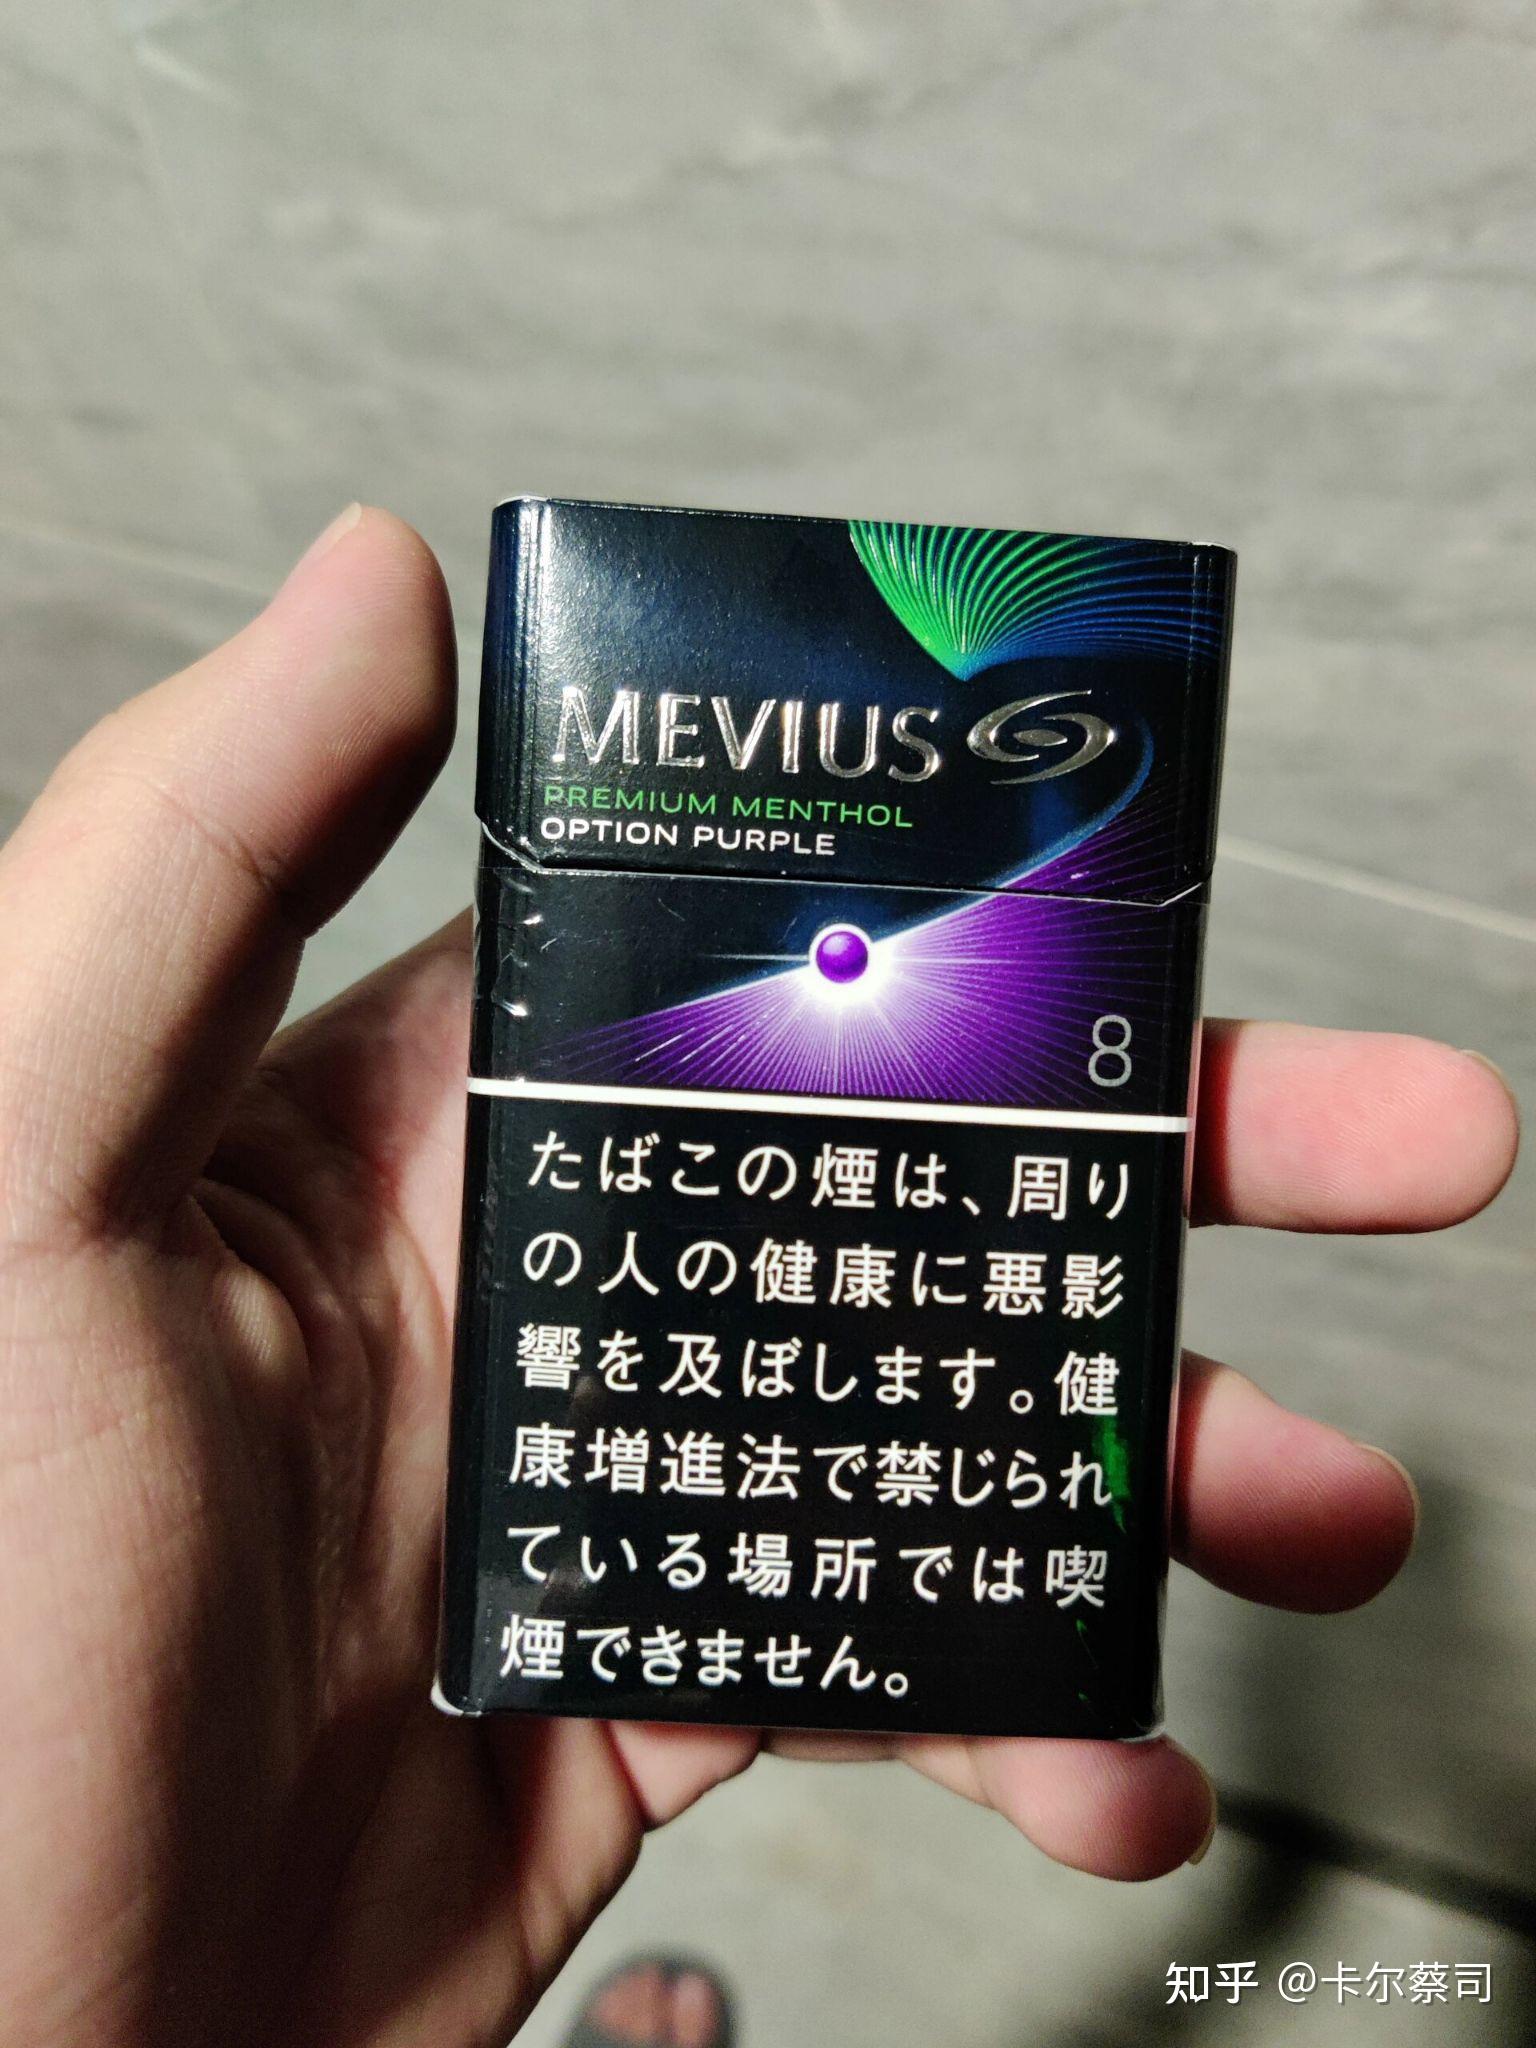 MEVIUS
PREMIUM MENTHOL
OPTION PURPLE
8
たばこの煙は、周り
の人の健康に悪影
響を及ぼします。健
康増進法で禁じられ
ている場所では喫
煙できません。
知乎 @卡尔蔡司